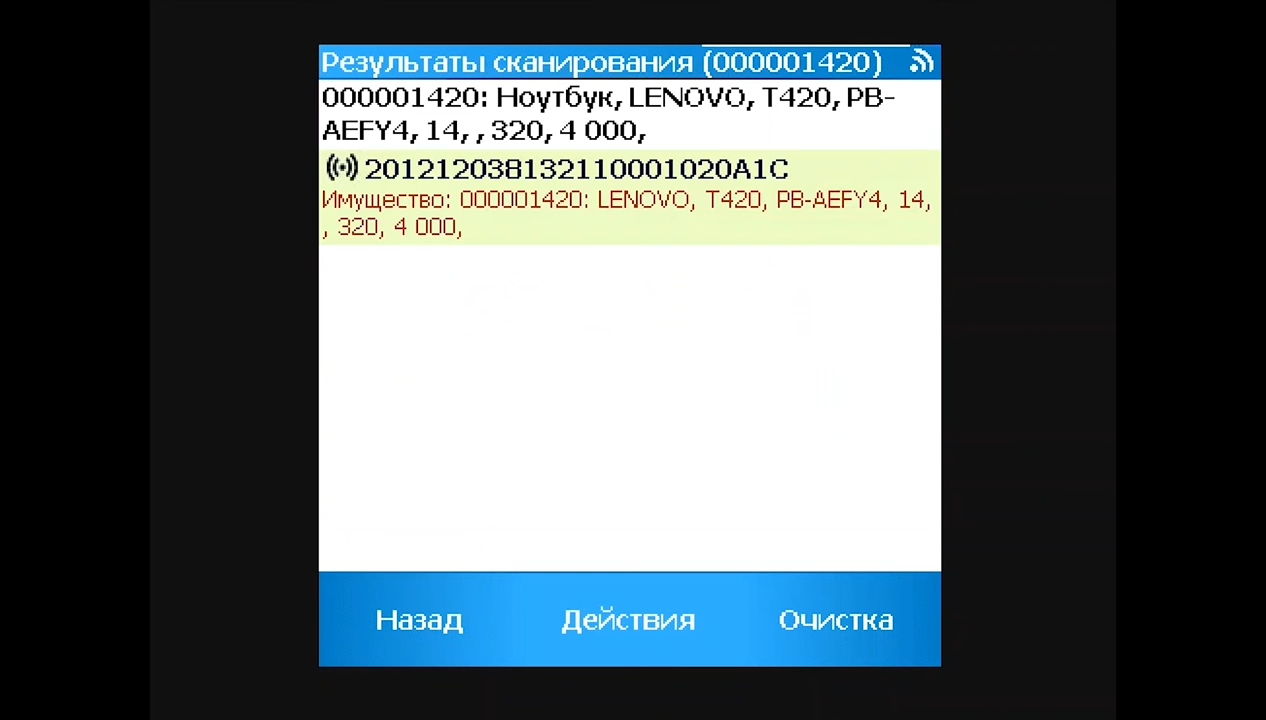 Результаты сканирования (000001420)
000001420: Ноутбук, LENOVO, T420, PB-
AEFY4, 14, , 320, 4 000,
201212038132110001020A1C
Имущество: 000001420: LENOVO, T420, PB-AEFY4, 14,
, 320, 4 000,
Назад Действия Очистка